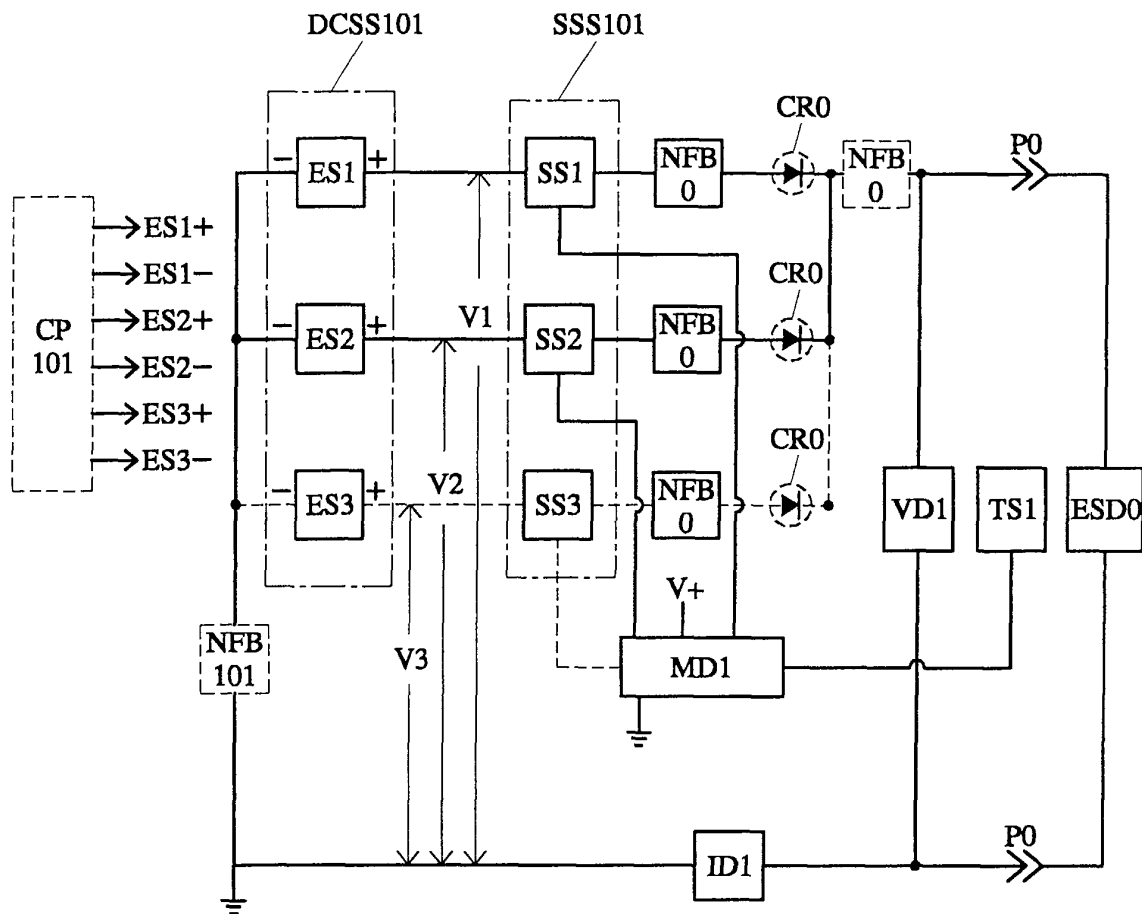 DCSS101
SSS101
CR0
P0
− ES1 +
SS1
NFB
0
NFB
0
CP
101
ES1+
ES1−
ES2+
ES2−
ES3+
ES3−
CR0
− ES2 +
V1
SS2
NFB
0
CR0
− ES3 +
V2
SS3
NFB
0
VD1
TS1
ESD0
V+
NFB
101
V3
MD1
P0
ID1